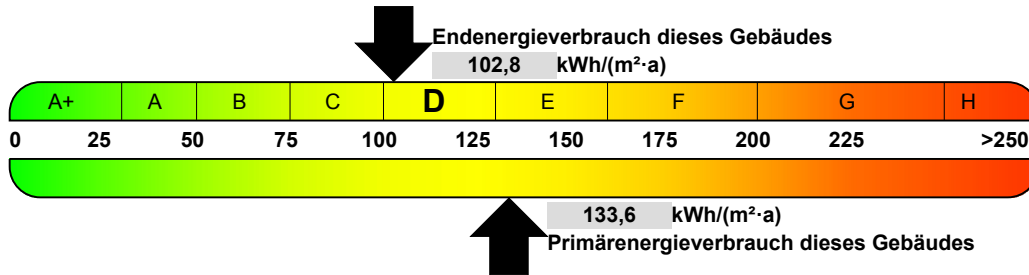 Endenergieverbrauch dieses Gebäudes
102,8 kWh/(m²·a)
A+ A B C D E F G H
0 25 50 75 100 125 150 175 200 225 >250
133,6 kWh/(m²·a)
Primärenergieverbrauch dieses Gebäudes